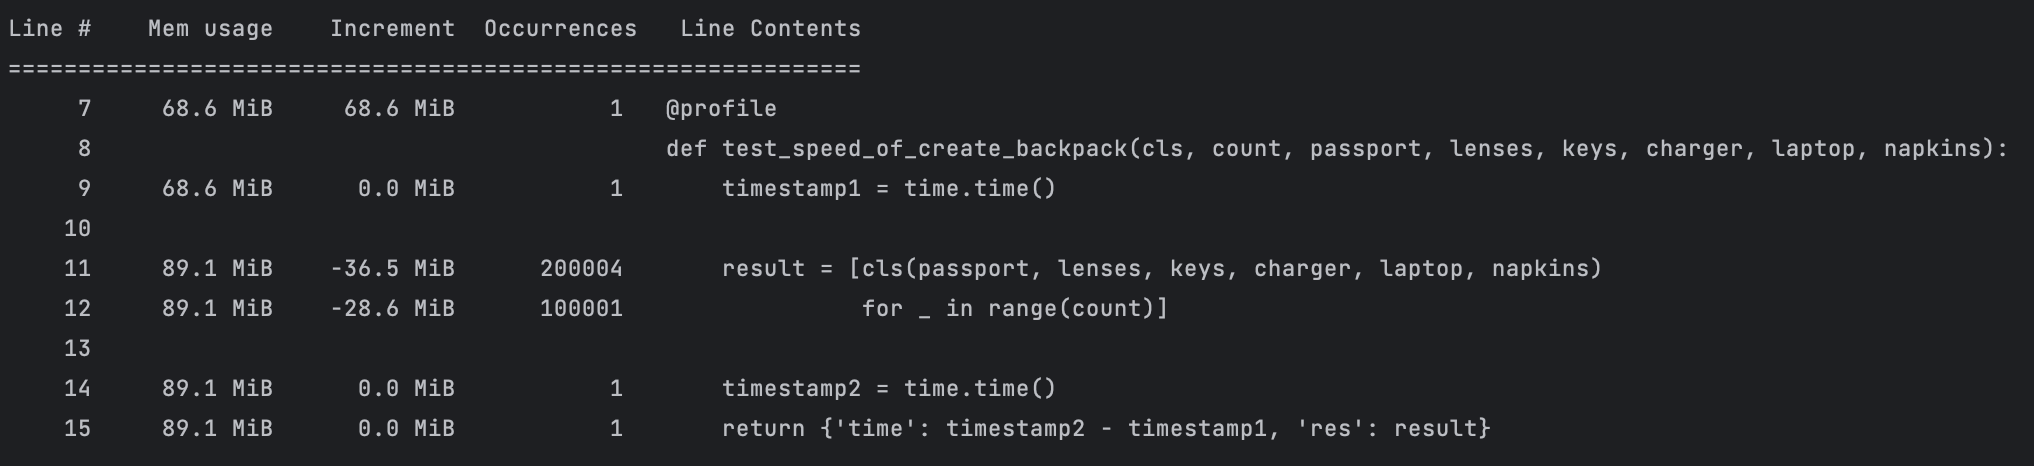 Line #    Mem usage    Increment  Occurrences   Line Contents
=============================================================
     7     68.6 MiB     68.6 MiB           1   @profile
     8                                         def test_speed_of_create_backpack(cls, count, passport, lenses, keys, charger, laptop, napkins):
     9     68.6 MiB      0.0 MiB           1       timestamp1 = time.time()
    10
    11     89.1 MiB    -36.5 MiB      200004       result = [cls(passport, lenses, keys, charger, laptop, napkins)
    12     89.1 MiB    -28.6 MiB      100001                 for _ in range(count)]
    13
    14     89.1 MiB      0.0 MiB           1       timestamp2 = time.time()
    15     89.1 MiB      0.0 MiB           1       return {'time': timestamp2 - timestamp1, 'res': result}